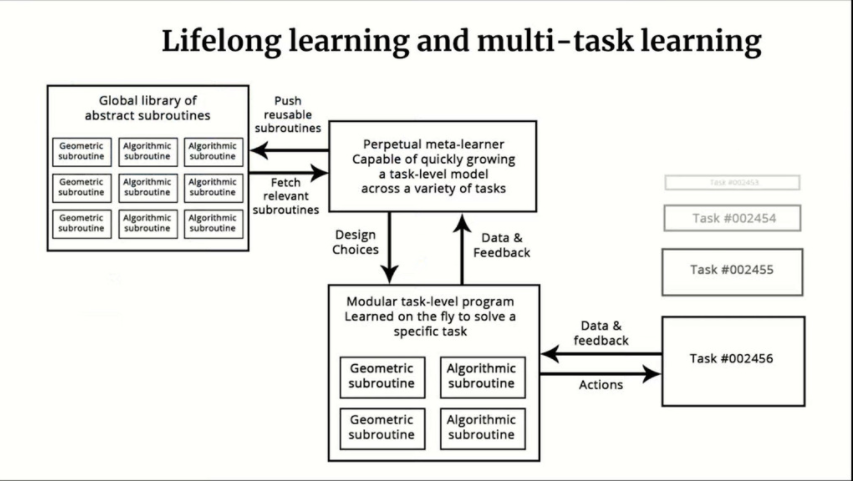 Lifelong learning and multi-task learning
Global library of
abstract subroutines
Geometric
subroutine
Algorithmic
subroutine
Algorithmic
subroutine
Geometric
subroutine
Algorithmic
subroutine
Algorithmic
subroutine
Geometric
subroutine
Algorithmic
subroutine
Algorithmic
subroutine
Push
reusable
subroutines
Fetch
relevant
subroutines
Perpetual meta-learner
Capable of quickly growing
a task-level model
across a variety of tasks
Design
Choices
Data &
Feedback
Modular task-level program
Learned on the fly to solve a
specific task
Geometric
subroutine
Algorithmic
subroutine
Geometric
subroutine
Algorithmic
subroutine
Data &
feedback
Actions
Task #002453
Task #002454
Task #002455
Task #002456